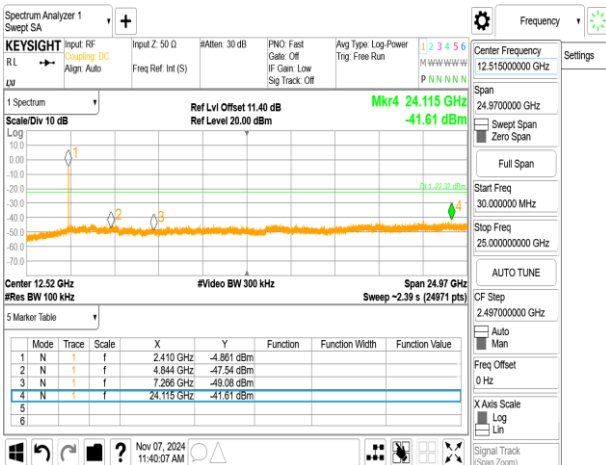 Spectrum Analyzer 1
Swept SA
+
Frequency
KEYSIGHT
Input: RF
Input Z: 50 Ω
#Atten: 30 dB
PNO: Fast
Avg Type: Log-Power
1 2 3 4 5 6
RL
Coupling: DC
Gate: Off
Trig: Free Run
M W W W W W
Align: Auto
Freq Ref: Int (S)
IF Gain: Low
P N N N N N
Sig Track: Off
LXI
Center Frequency
12.515000000 GHz
Settings
Span
24.9700000 GHz
Swept Span
Zero Span
Full Span
Start Freq
30.000000 MHz
Stop Freq
25.000000000 GHz
AUTO TUNE
CF Step
2.497000000 GHz
Auto
Man
Freq Offset
0 Hz
X Axis Scale
Log
Lin
Signal Track
(Span Zoom)
1 Spectrum
Ref Lvl Offset 11.40 dB
Mkr4 24.115 GHz
Scale/Div 10 dB
Ref Level 20.00 dBm
-41.61 dBm
Log
10.0
0.00
-10.0
-20.0
-30.0
-40.0
-50.0
-60.0
-70.0
1
2
3
4
DL1 -22.32 dBm
Center 12.52 GHz
#Video BW 300 kHz
Span 24.97 GHz
#Res BW 100 kHz
Sweep ~2.39 s (24971 pts)
5 Marker Table
Mode Trace Scale X Y Function Function Width Function Value
1 N 1 f 2.410 GHz -4.861 dBm
2 N 1 f 4.844 GHz -47.54 dBm
3 N 1 f 7.266 GHz -49.08 dBm
4 N 1 f 24.115 GHz -41.61 dBm
5
6
?
Nov 07, 2024
11:40:07 AM